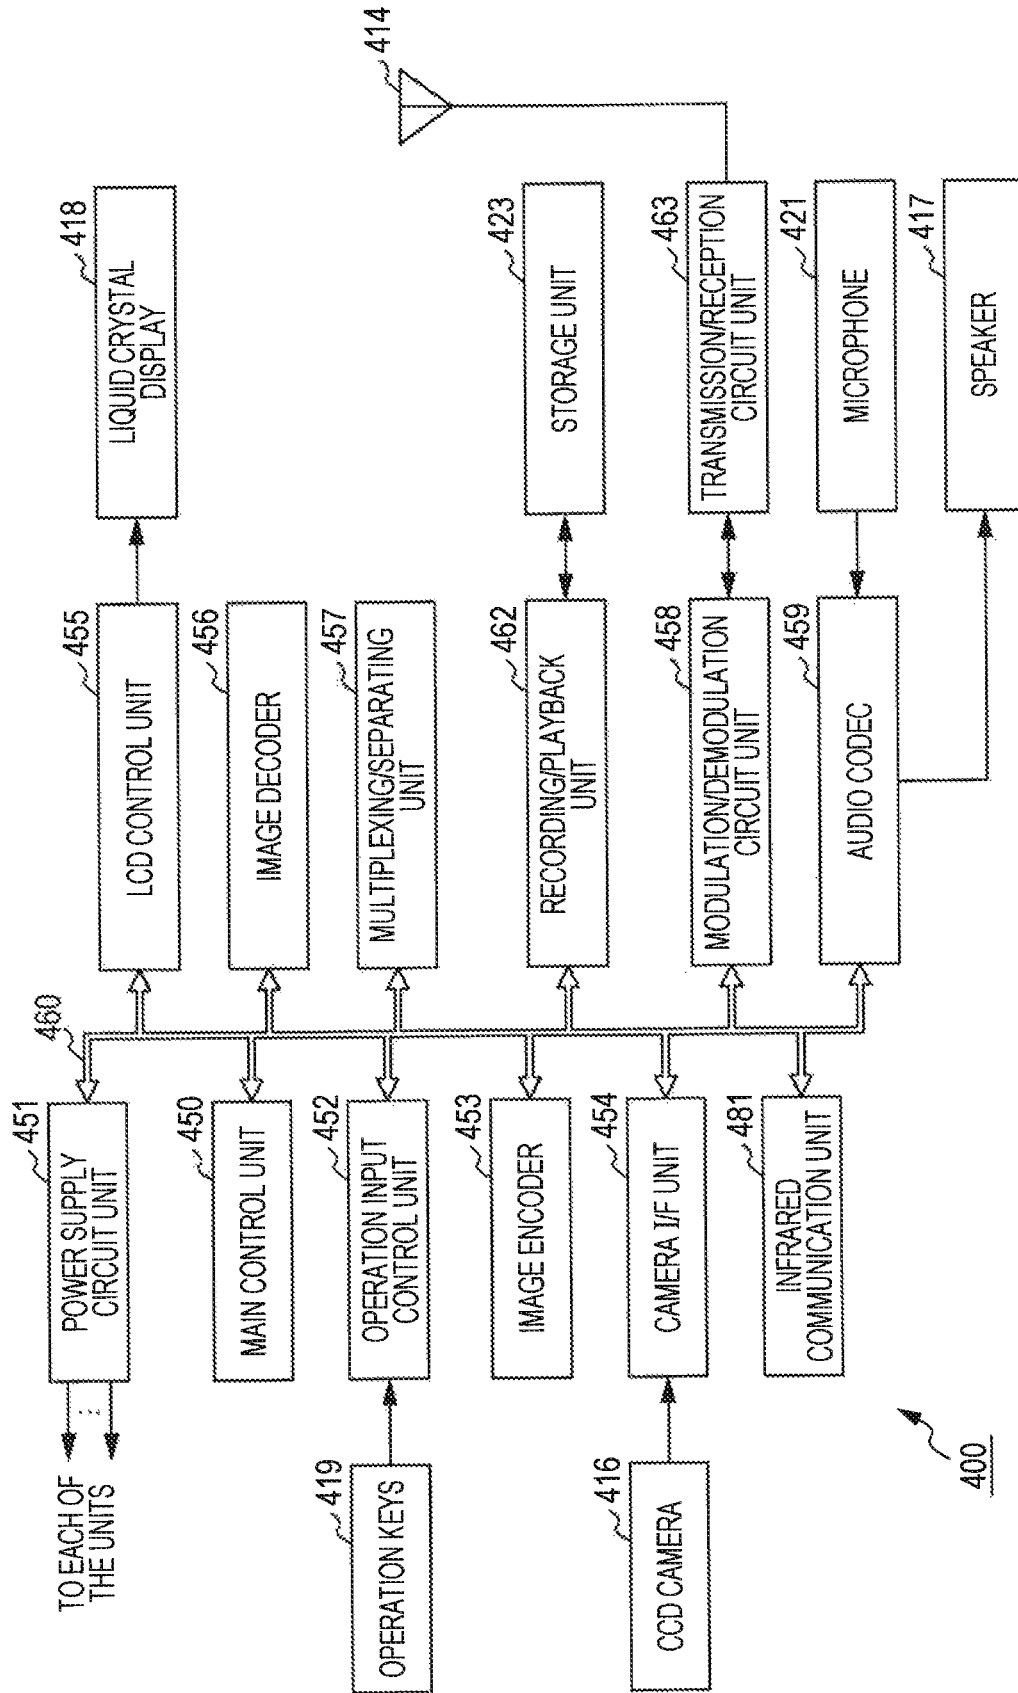 TO EACH OF
THE UNITS
451
POWER SUPPLY
CIRCUIT UNIT
460
455
LCD CONTROL UNIT
418
LIQUID CRYSTAL
DISPLAY
450
MAIN CONTROL UNIT
456
IMAGE DECODER
419
OPERATION KEYS
452
OPERATION INPUT
CONTROL UNIT
457
MULTIPLEXING/SEPARATING
UNIT
414
453
IMAGE ENCODER
462
RECORDING/PLAYBACK
UNIT
423
STORAGE UNIT
416
CCD CAMERA
454
CAMERA I/F UNIT
458
MODULATION/DEMODULATION
CIRCUIT UNIT
463
TRANSMISSION/RECEPTION
CIRCUIT UNIT
481
INFRARED
COMMUNICATION UNIT
459
AUDIO CODEC
421
MICROPHONE
417
SPEAKER
400